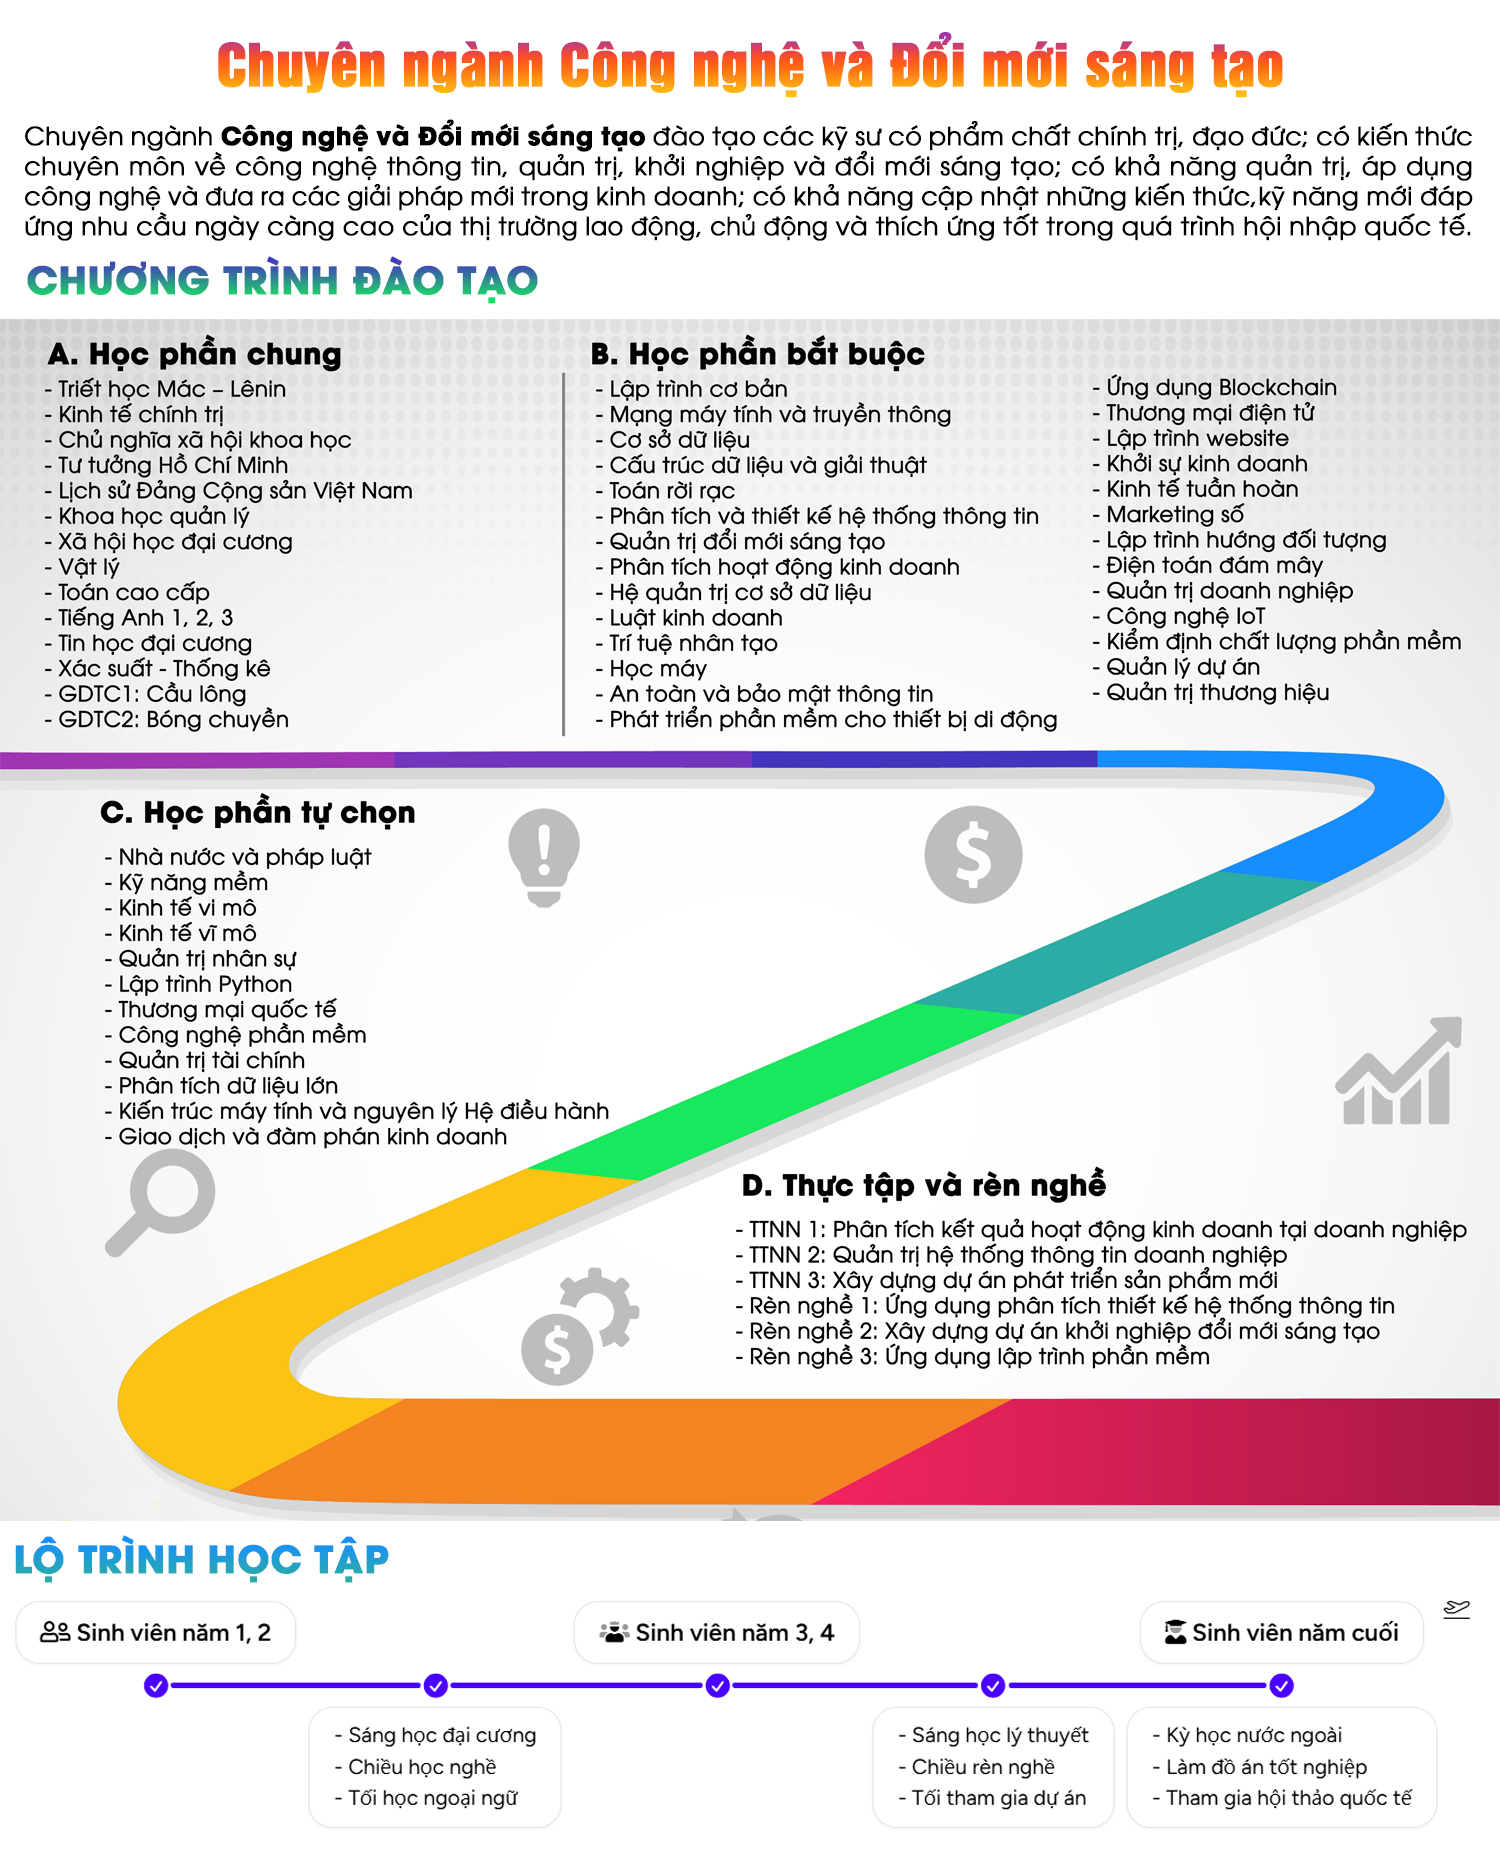 Chuyên ngành Công nghệ và Đổi mới sáng tạo
Chuyên ngành Công nghệ và Đổi mới sáng tạo đào tạo các kỹ sư có phẩm chất chính trị, đạo đức; có kiến thức
chuyên môn về công nghệ thông tin, quản trị, khởi nghiệp và đổi mới sáng tạo; có khả năng quản trị, áp dụng
công nghệ và đưa ra các giải pháp mới trong kinh doanh; có khả năng cập nhật những kiến thức,kỹ năng mới đáp
ứng nhu cầu ngày càng cao của thị trường lao động, chủ động và thích ứng tốt trong quá trình hội nhập quốc tế.
CHƯƠNG TRÌNH ĐÀO TẠO
A. Học phần chung
- Triết học Mác – Lênin
- Kinh tế chính trị
- Chủ nghĩa xã hội khoa học
- Tư tưởng Hồ Chí Minh
- Lịch sử Đảng Cộng sản Việt Nam
- Khoa học quản lý
- Xã hội học đại cương
- Vật lý
- Toán cao cấp
- Tiếng Anh 1, 2, 3
- Tin học đại cương
- Xác suất - Thống kê
- GDTC1: Cầu lông
- GDTC2: Bóng chuyền
B. Học phần bắt buộc
- Lập trình cơ bản
- Mạng máy tính và truyền thông
- Cơ sở dữ liệu
- Cấu trúc dữ liệu và giải thuật
- Toán rời rạc
- Phân tích và thiết kế hệ thống thông tin
- Quản trị đổi mới sáng tạo
- Phân tích hoạt động kinh doanh
- Hệ quản trị cơ sở dữ liệu
- Luật kinh doanh
- Trí tuệ nhân tạo
- Học máy
- An toàn và bảo mật thông tin
- Phát triển phần mềm cho thiết bị di động
- Ứng dụng Blockchain
- Thương mại điện tử
- Lập trình website
- Khởi sự kinh doanh
- Kinh tế tuần hoàn
- Marketing số
- Lập trình hướng đối tượng
- Điện toán đám mây
- Quản trị doanh nghiệp
- Công nghệ IoT
- Kiểm định chất lượng phần mềm
- Quản lý dự án
- Quản trị thương hiệu
C. Học phần tự chọn
- Nhà nước và pháp luật
- Kỹ năng mềm
- Kinh tế vi mô
- Kinh tế vĩ mô
- Quản trị nhân sự
- Lập trình Python
- Thương mại quốc tế
- Công nghệ phần mềm
- Quản trị tài chính
- Phân tích dữ liệu lớn
- Kiến trúc máy tính và nguyên lý Hệ điều hành
- Giao dịch và đàm phán kinh doanh
D. Thực tập và rèn nghề
- TTNN 1: Phân tích kết quả hoạt động kinh doanh tại doanh nghiệp
- TTNN 2: Quản trị hệ thống thông tin doanh nghiệp
- TTNN 3: Xây dựng dự án phát triển sản phẩm mới
- Rèn nghề 1: Ứng dụng phân tích thiết kế hệ thống thông tin
- Rèn nghề 2: Xây dựng dự án khởi nghiệp đổi mới sáng tạo
- Rèn nghề 3: Ứng dụng lập trình phần mềm
LỘ TRÌNH HỌC TẬP
Sinh viên năm 1, 2
Sinh viên năm 3, 4
Sinh viên năm cuối
- Sáng học đại cương
- Chiều học nghề
- Tối học ngoại ngữ
- Sáng học lý thuyết
- Chiều rèn nghề
- Tối tham gia dự án
- Kỳ học nước ngoài
- Làm đồ án tốt nghiệp
- Tham gia hội thảo quốc tế